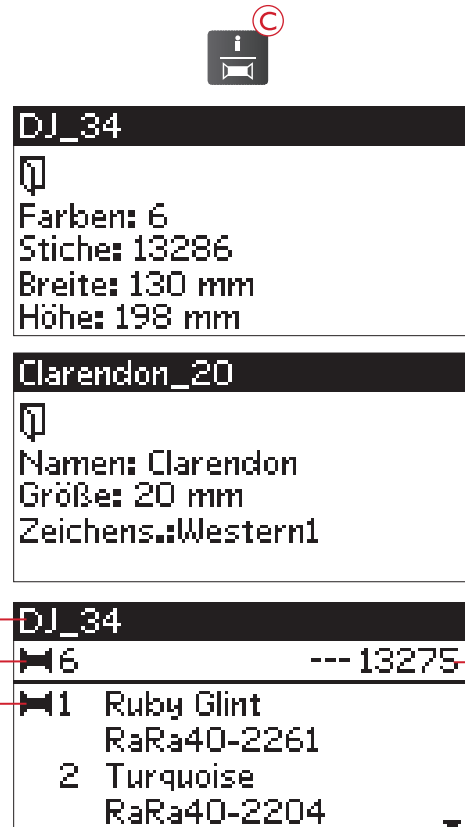 C
i
DJ_34
Farben: 6
Stiche: 13286
Breite: 130 mm
Höhe: 198 mm
Clarendon_20
Namen: Clarendon
Größe: 20 mm
Zeichens.:Western1
DJ_34
6 --- 13275
1 Ruby Glint
RaRa40-2261
2 Turquoise
RaRa40-2204